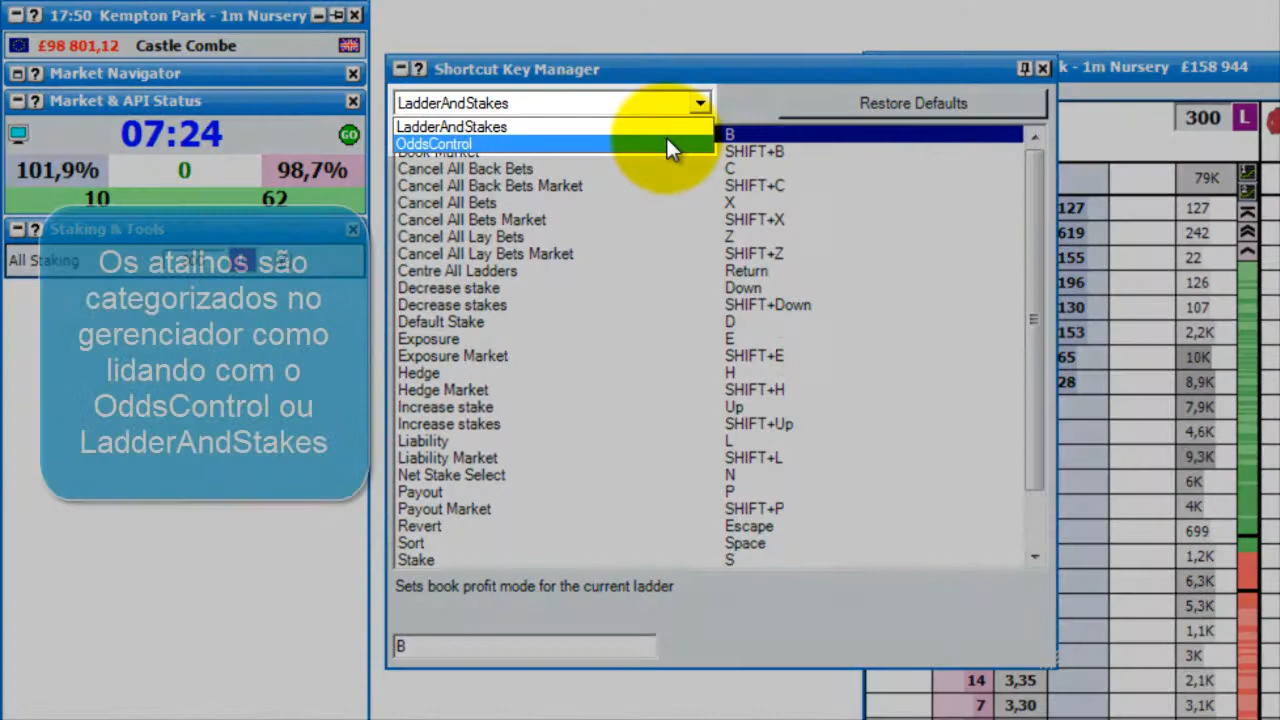 17:50 Kempton Park - 1m Nursery
£98 801,12 Castle Combe
Market Navigator
Market & API Status
07:24 GO
101,9% 0 98,7%
10 62
Staking & Tools
All Staking
Os atalhos são
categorizados no
gerenciador como
lidando com o
OddsControl ou
LadderAndStakes
Shortcut Key Manager
LadderAndStakes Restore Defaults
LadderAndStakes
OddsControl B
Book Market SHIFT+B
Cancel All Back Bets C
Cancel All Back Bets Market SHIFT+C
Cancel All Bets X
Cancel All Bets Market SHIFT+X
Cancel All Lay Bets Z
Cancel All Lay Bets Market SHIFT+Z
Centre All Ladders Return
Decrease stake Down
Decrease stakes SHIFT+Down
Default Stake D
Exposure E
Exposure Market SHIFT+E
Hedge H
Hedge Market SHIFT+H
Increase stake Up
Increase stakes SHIFT+Up
Liability L
Liability Market SHIFT+L
Net Stake Select N
Payout P
Payout Market SHIFT+P
Revert Escape
Sort Space
Stake S
Sets book profit mode for the current ladder
B
k - 1m Nursery £158 944
300 L
79K
127 127
619 242
155 22
196 126
130 107
153 2,2K
65 10K
28 8,9K
7,9K
4,6K
9,3K
6K
4K
699
1,2K
6,3K
5,3K
1,1K
3K
14 3,35 2,1K
7 3,30 3,1K